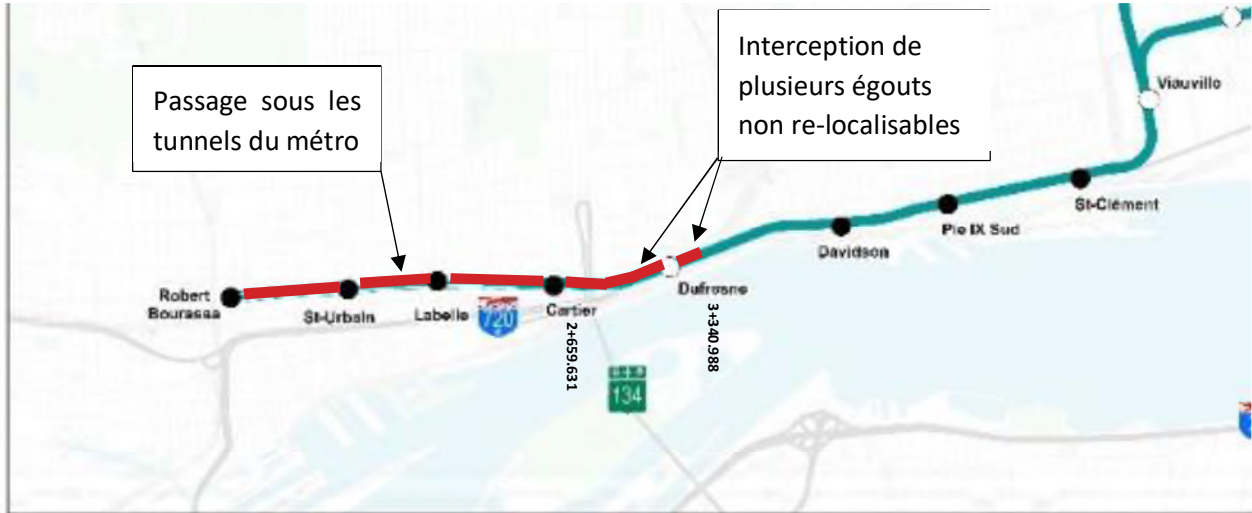 Passage sous les
tunnels du métro
Interception de
plusieurs égouts
non re-localisables
Viauville
St-Clément
Pie IX Sud
Davidson
Dufresne
3+340.988
Cartier
2+659.631
Labelle
St-Urbain
Robert
Bourassa
720
134